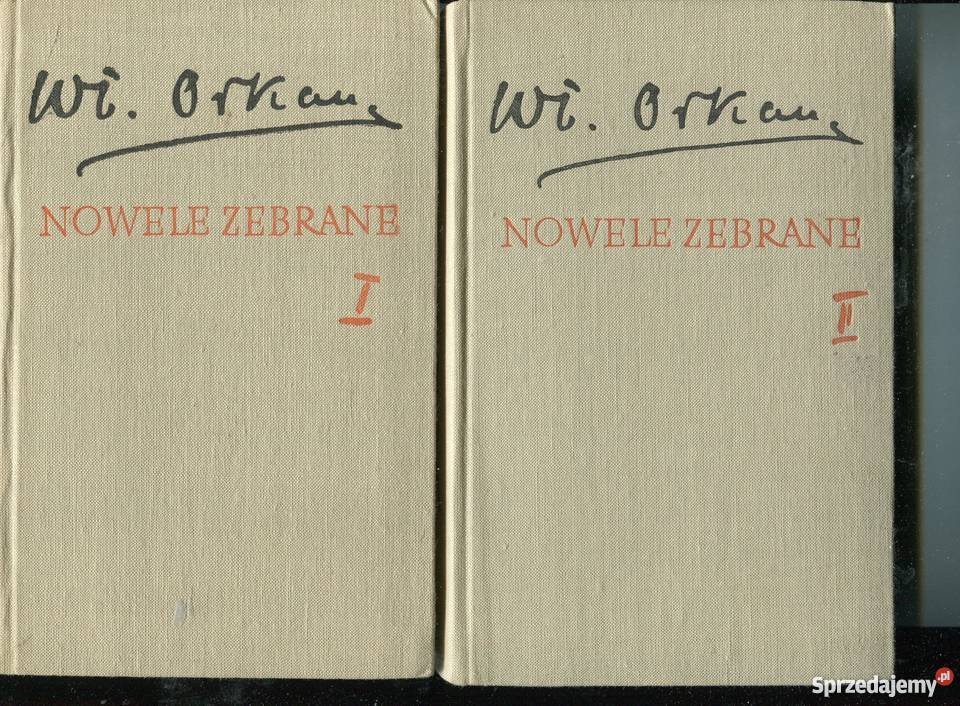 Wł. Orkan
NOWELE ZEBRANE
I
Wł. Orkan
NOWELE ZEBRANE
II
Sprzedajemy.pl